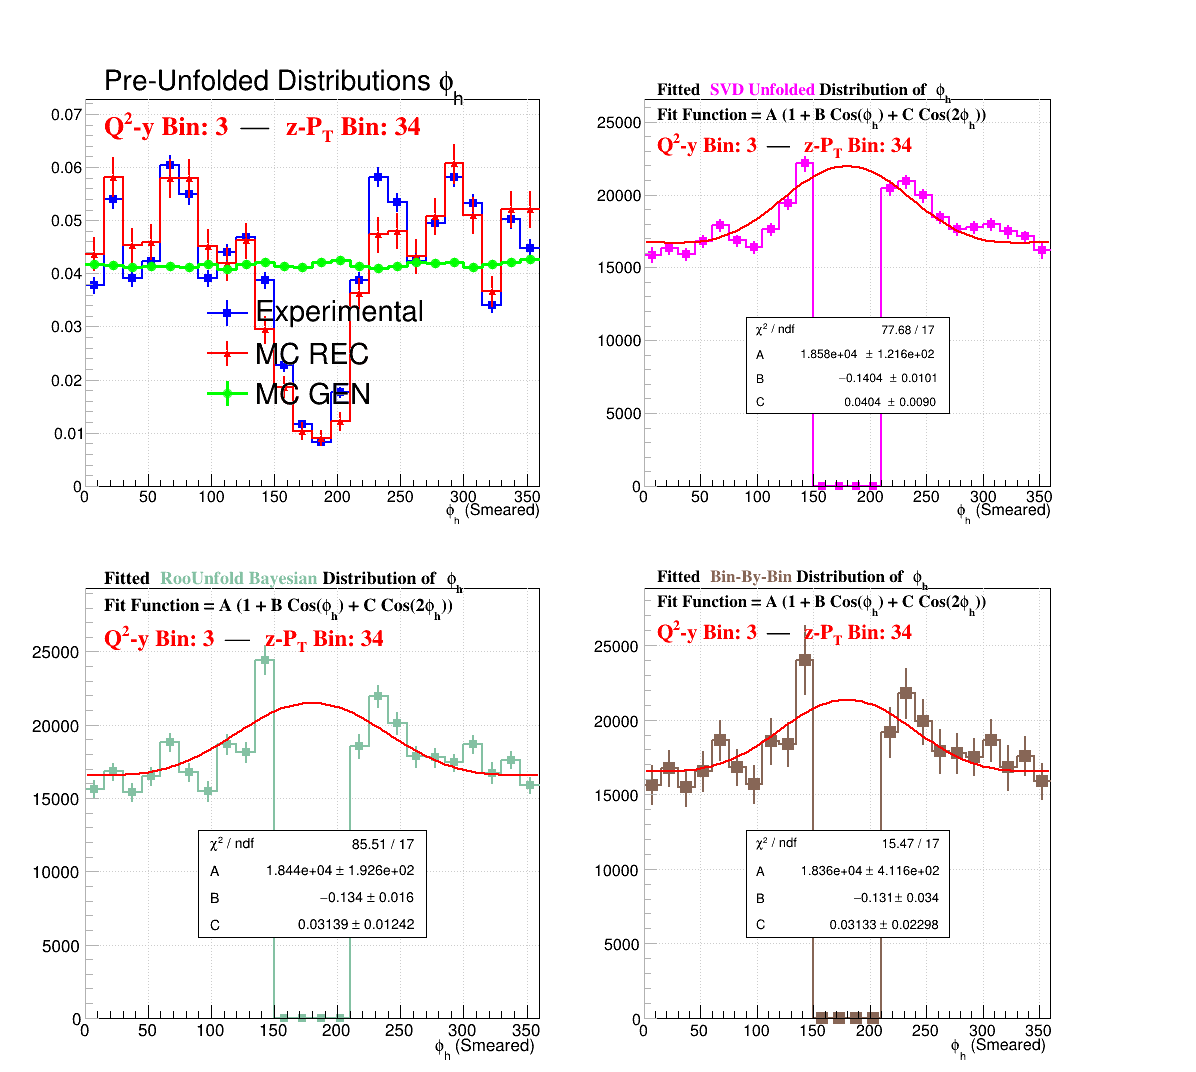 Pre-Unfolded Distributions ϕh
Q²-y Bin: 3 — z-PT Bin: 34
0.07
0.06
0.05
0.04
0.03
0.02
0.01
0
Experimental
MC REC
MC GEN
0 50 100 150 200 250 300 350
ϕh (Smeared)
Fitted SVD Unfolded Distribution of ϕh
Fit Function = A (1 + B Cos(ϕh) + C Cos(2ϕh))
Q²-y Bin: 3 — z-PT Bin: 34
25000
20000
15000
10000
5000
0
χ² / ndf 77.68 / 17
A 1.858e+04 ± 1.216e+02
B −0.1404 ± 0.0101
C 0.0404 ± 0.0090
0 50 100 150 200 250 300 350
ϕh (Smeared)
Fitted RooUnfold Bayesian Distribution of ϕh
Fit Function = A (1 + B Cos(ϕh) + C Cos(2ϕh))
Q²-y Bin: 3 — z-PT Bin: 34
25000
20000
15000
10000
5000
0
χ² / ndf 85.51 / 17
A 1.844e+04 ± 1.926e+02
B −0.134 ± 0.016
C 0.03139 ± 0.01242
0 50 100 150 200 250 300 350
ϕh (Smeared)
Fitted Bin-By-Bin Distribution of ϕh
Fit Function = A (1 + B Cos(ϕh) + C Cos(2ϕh))
Q²-y Bin: 3 — z-PT Bin: 34
25000
20000
15000
10000
5000
0
χ² / ndf 15.47 / 17
A 1.836e+04 ± 4.116e+02
B −0.131 ± 0.034
C 0.03133 ± 0.02298
0 50 100 150 200 250 300 350
ϕh (Smeared)